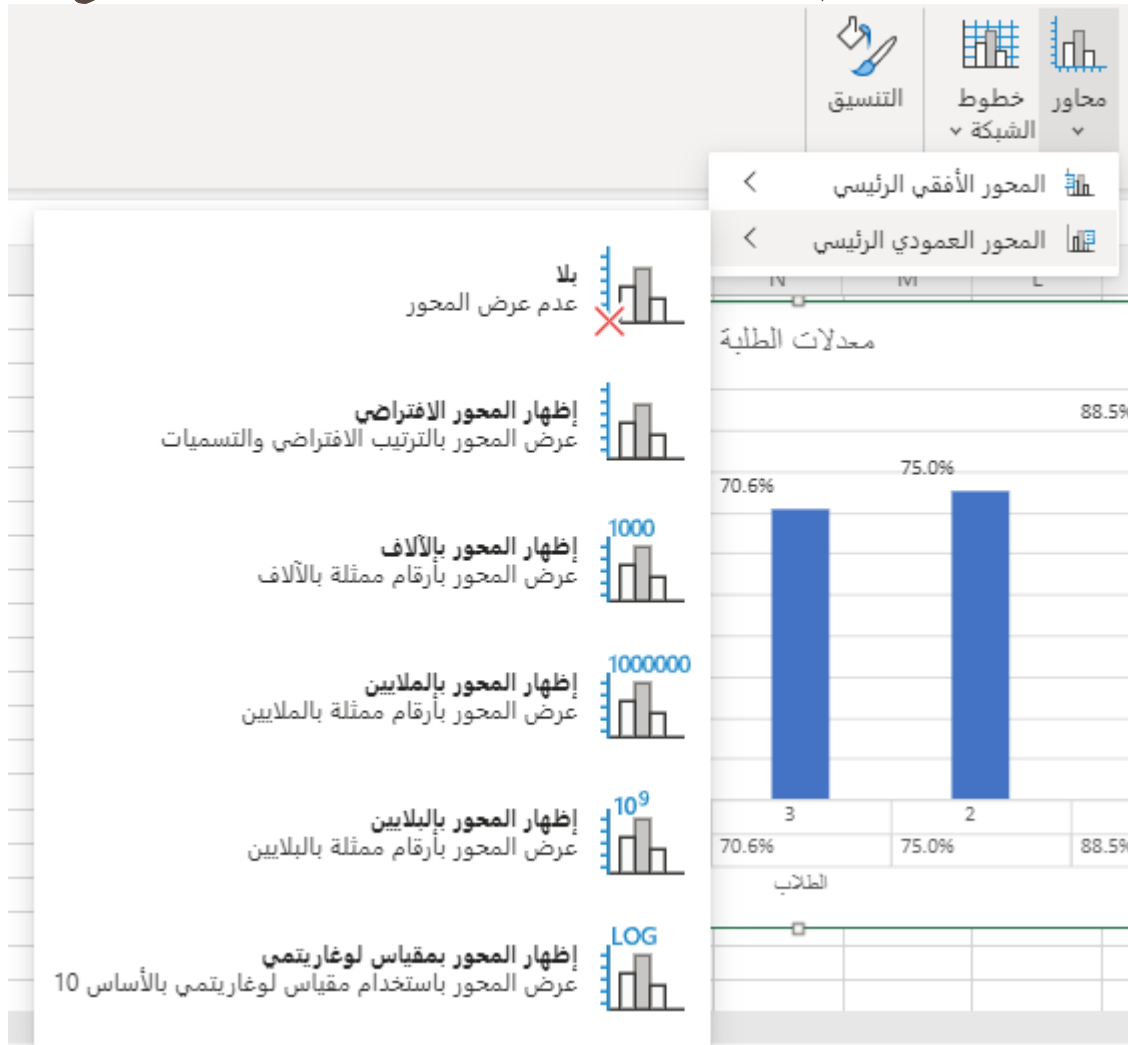 محاور
خطوط
الشبكة
التنسيق
المحور الأفقي الرئيسي
المحور العمودي الرئيسي
بلا
عدم عرض المحور
إظهار المحور الافتراضي
عرض المحور بالترتيب الافتراضي والتسميات
1000
إظهار المحور بالآلاف
عرض المحور بأرقام ممثلة بالآلاف
1000000
إظهار المحور بالملايين
عرض المحور بأرقام ممثلة بالملايين
10⁹
إظهار المحور بالبلايين
عرض المحور بأرقام ممثلة بالبلايين
LOG
إظهار المحور بمقياس لوغاريتمي
عرض المحور باستخدام مقياس لوغاريتمي بالأساس 10
N M L
معدلات الطلبة
88.5%
75.0%
70.6%
3 2
70.6% 75.0% 88.5%
الطلاب